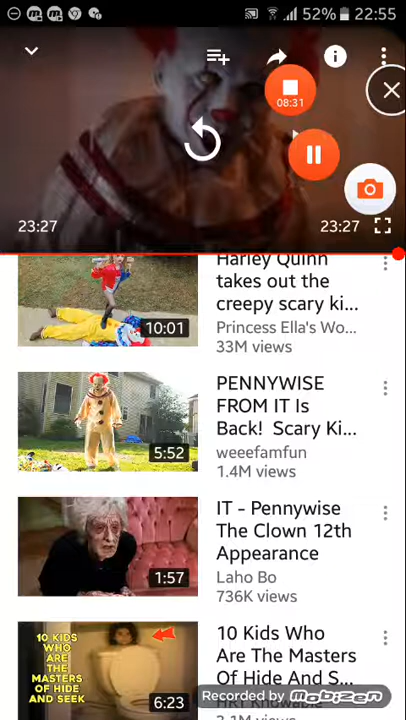 52% 22:55
08:31
23:27
23:27
10:01
Harley Quinn
takes out the
creepy scary ki...
Princess Ella's Wo...
33M views
5:52
PENNYWISE
FROM IT Is
Back! Scary Ki...
weeefamfun
1.4M views
1:57
IT - Pennywise
The Clown 12th
Appearance
Laho Bo
736K views
10 KIDS
WHO
ARE
THE
MASTERS
OF HIDE
AND SEEK
6:23
10 Kids Who
Are The Masters
Of Hide And S...
Recorded by Mobizen